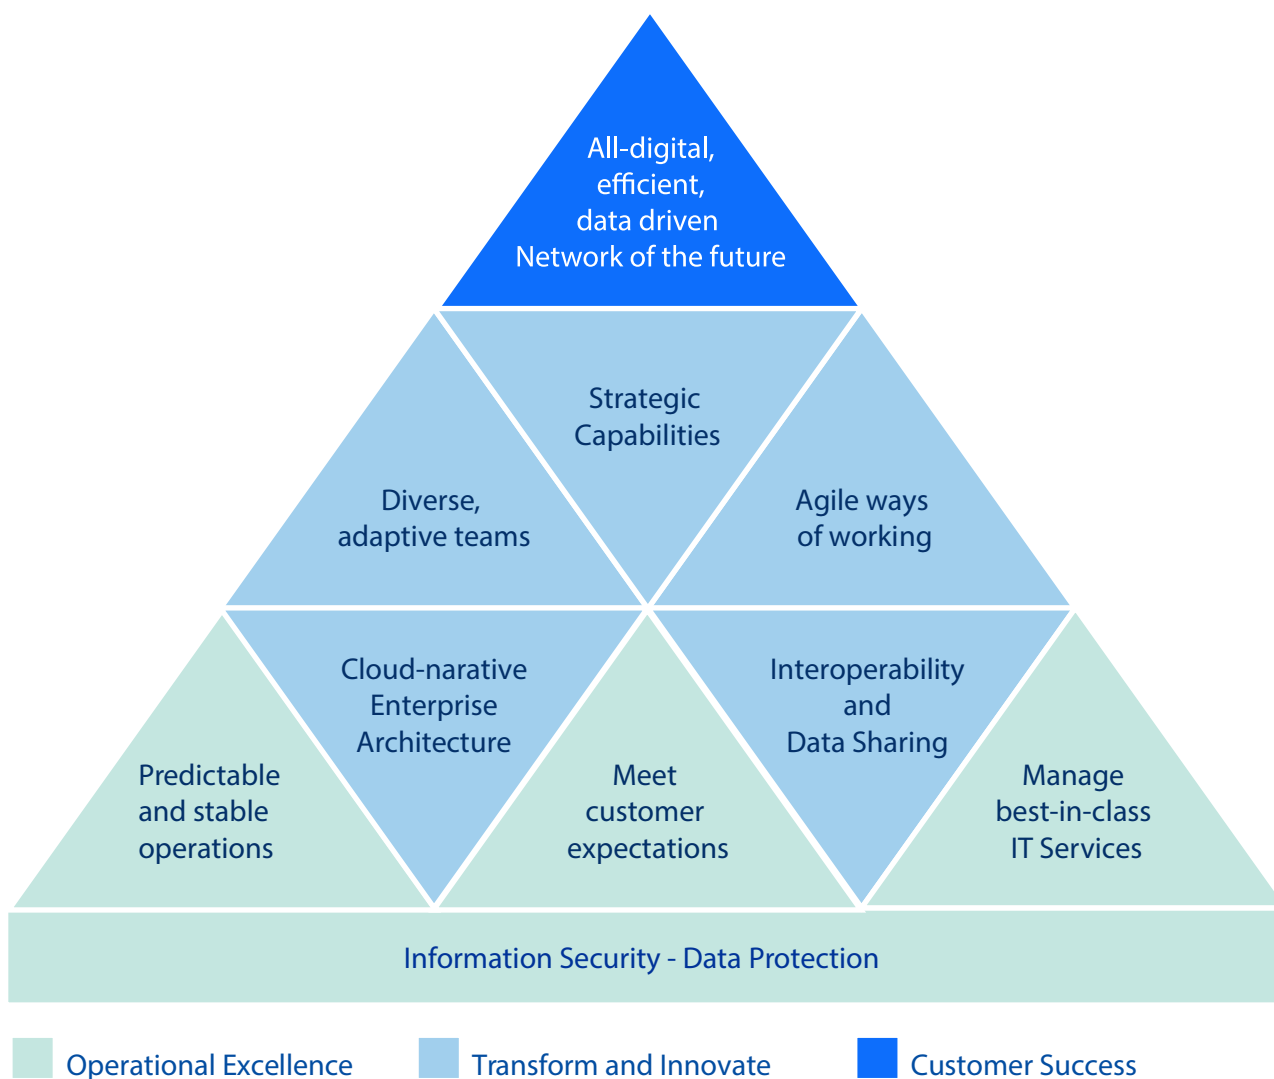 All-digital,
efficient,
data driven
Network of the future
Strategic
Capabilities
Diverse,
adaptive teams
Agile ways
of working
Cloud-narative
Enterprise
Architecture
Interoperability
and
Data Sharing
Predictable
and stable
operations
Meet
customer
expectations
Manage
best-in-class
IT Services
Information Security - Data Protection
Operational Excellence
Transform and Innovate
Customer Success